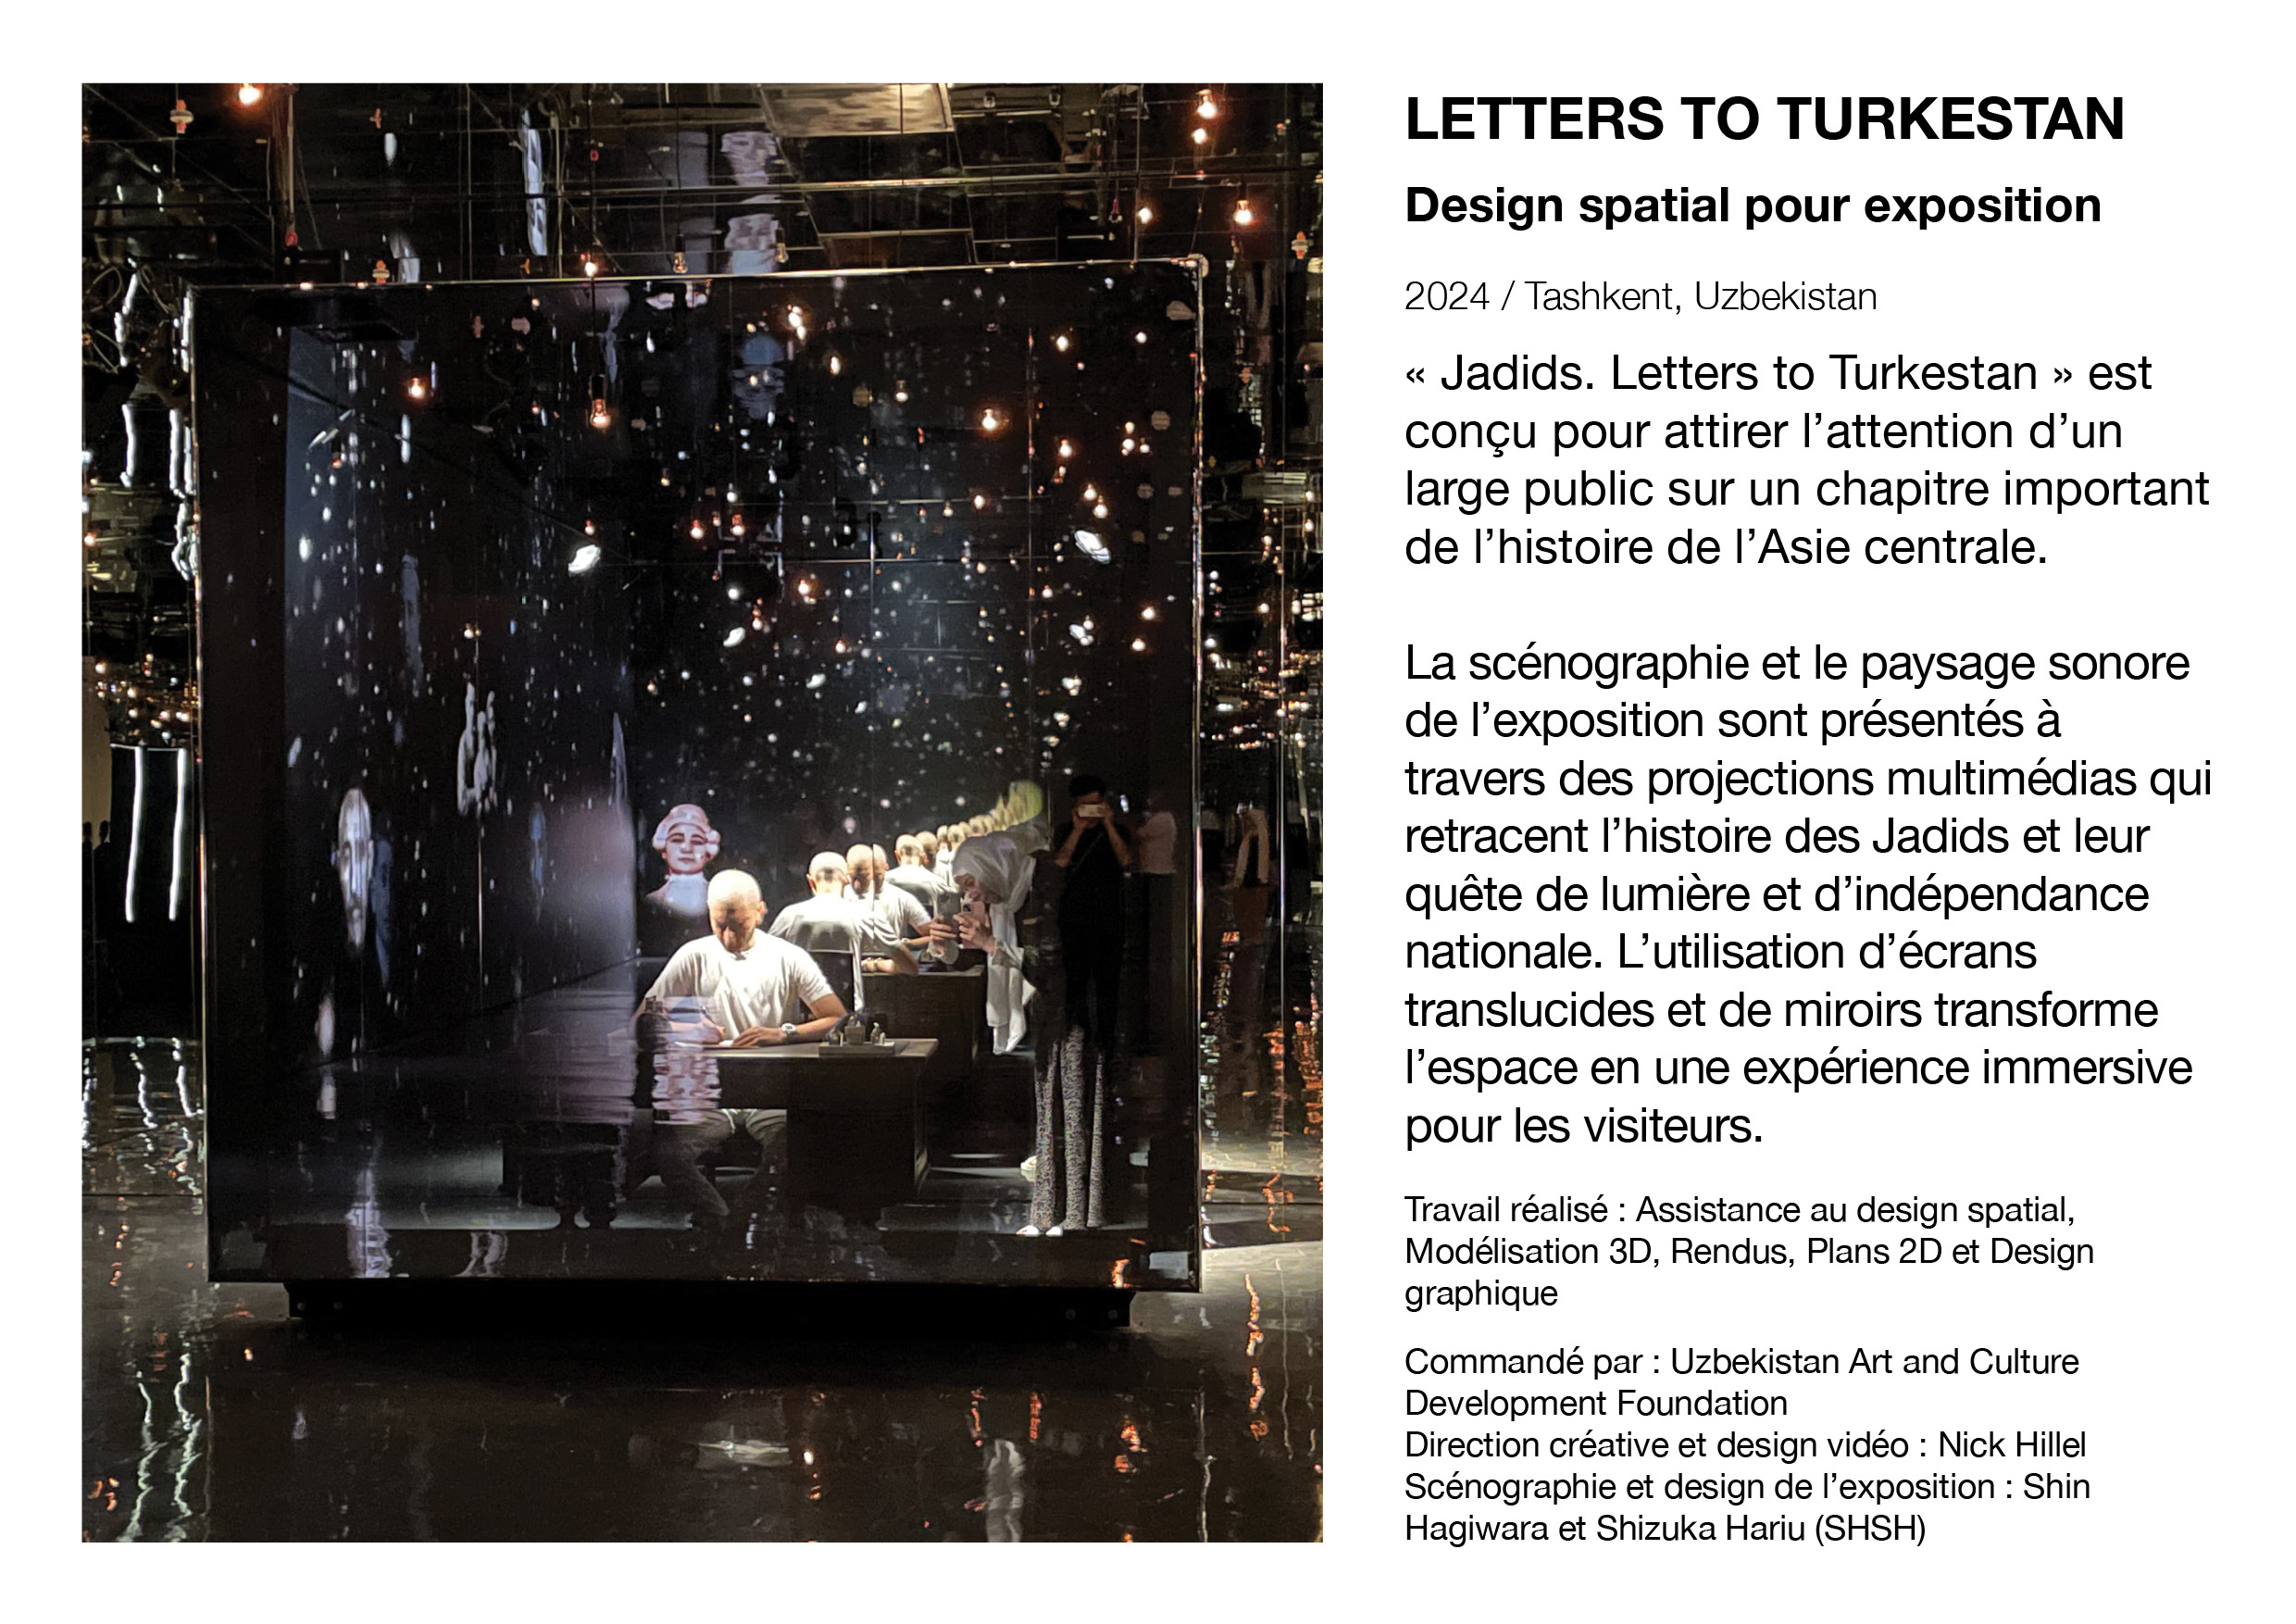 LETTERS TO TURKESTAN
Design spatial pour exposition
2024 / Tashkent, Uzbekistan
« Jadids. Letters to Turkestan » est
conçu pour attirer l’attention d’un
large public sur un chapitre important
de l’histoire de l’Asie centrale.
La scénographie et le paysage sonore
de l’exposition sont présentés à
travers des projections multimédias qui
retracent l’histoire des Jadids et leur
quête de lumière et d’indépendance
nationale. L’utilisation d’écrans
translucides et de miroirs transforme
l’espace en une expérience immersive
pour les visiteurs.
Travail réalisé : Assistance au design spatial,
Modélisation 3D, Rendus, Plans 2D et Design
graphique
Commandé par : Uzbekistan Art and Culture
Development Foundation
Direction créative et design vidéo : Nick Hillel
Scénographie et design de l’exposition : Shin
Hagiwara et Shizuka Hariu (SHSH)